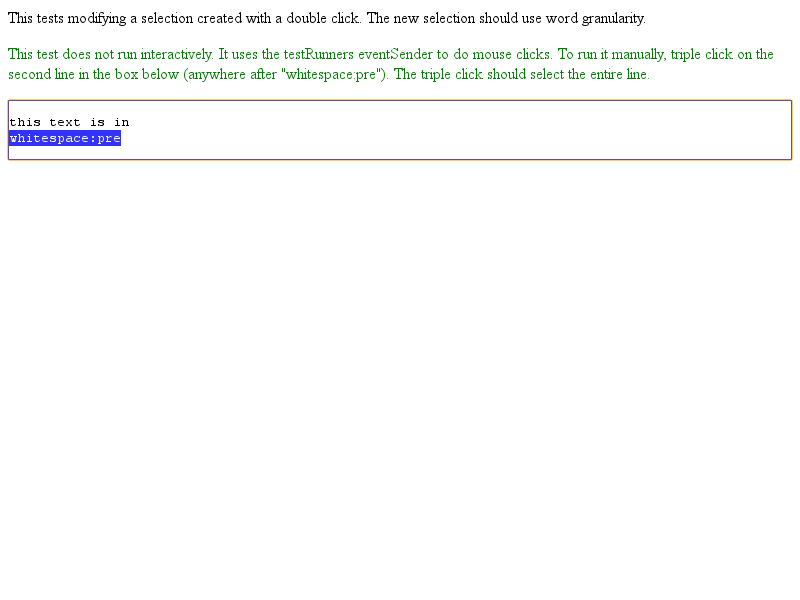 This tests modifying a selection created with a double click. The new selection should use word granularity.
This test does not run interactively. It uses the testRunners eventSender to do mouse clicks. To run it manually, triple click on the
second line in the box below (anywhere after "whitespace:pre"). The triple click should select the entire line.
this text is in
whitespace:pre